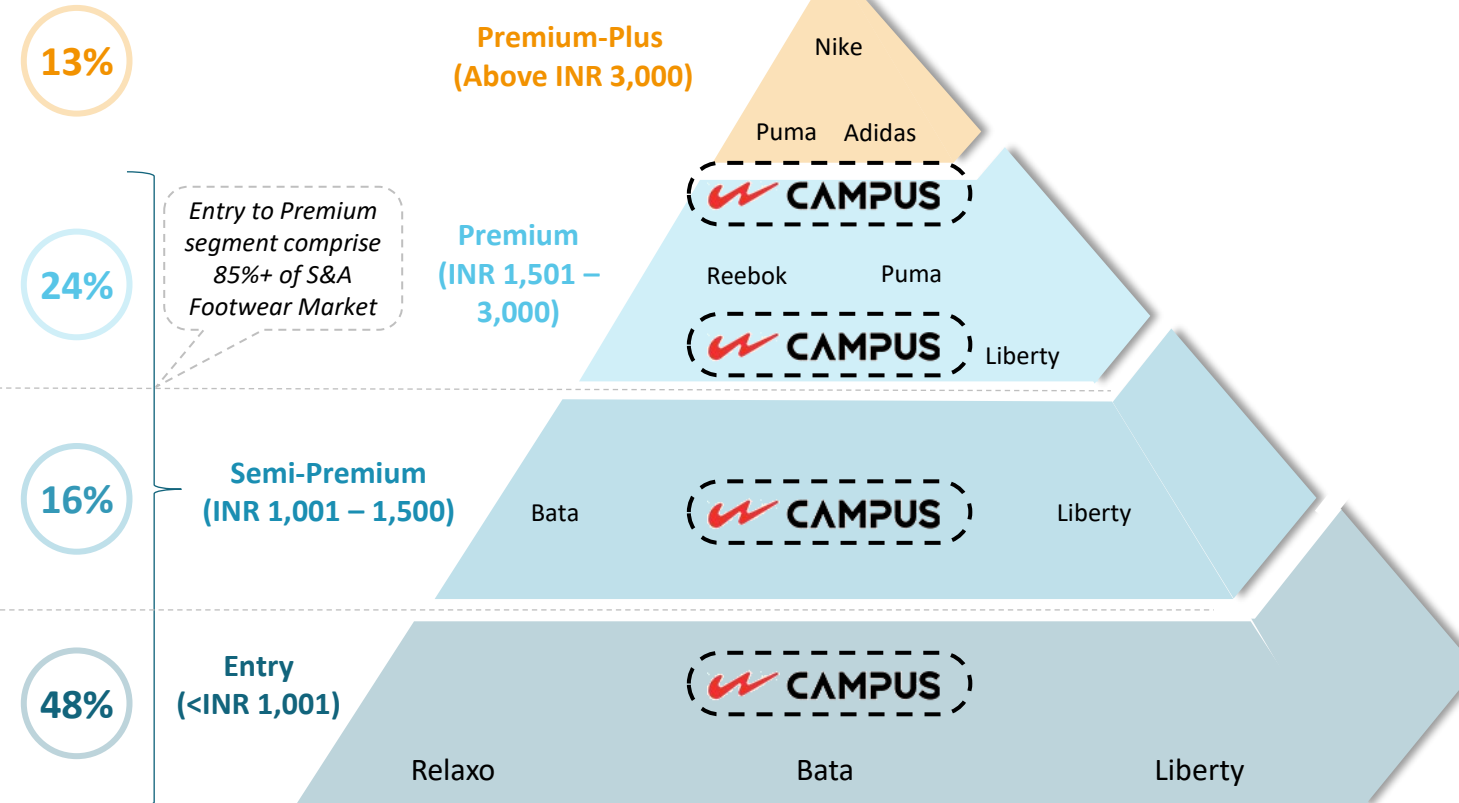 13%
Premium-Plus
(Above INR 3,000)
Nike
Puma Adidas
CAMPUS
Entry to Premium
segment comprise
85%+ of S&A
Footwear Market
24%
Premium
(INR 1,501 –
3,000)
Reebok Puma
CAMPUS
Liberty
16%
Semi-Premium
(INR 1,001 – 1,500)
Bata
CAMPUS
Liberty
48%
Entry
(<INR 1,001)
CAMPUS
Relaxo Bata Liberty